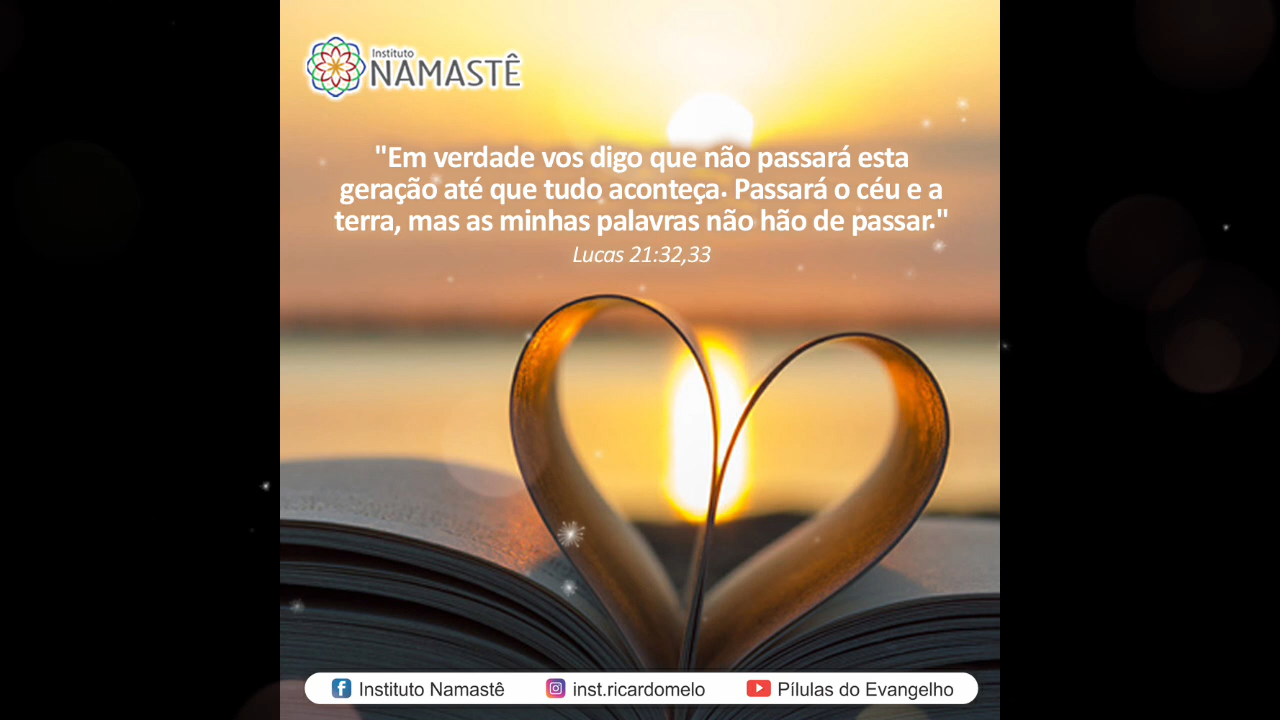 Instituto
NAMASTÊ
"Em verdade vos digo que não passará esta
geração até que tudo aconteça. Passará o céu e a
terra, mas as minhas palavras não hão de passar."
Lucas 21:32,33
Instituto Namastê inst.ricardomelo Pílulas do Evangelho